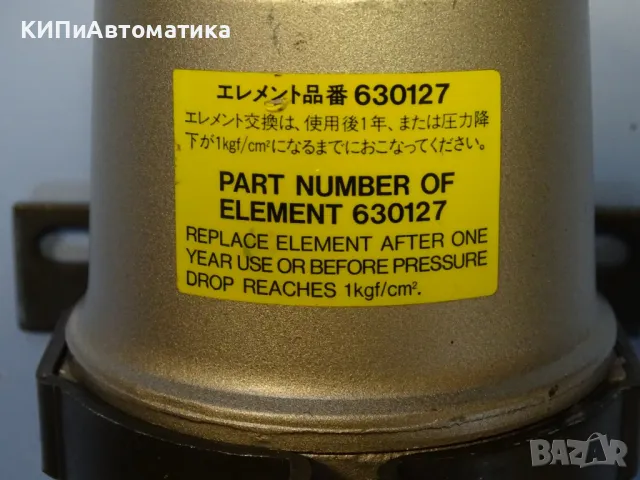 КИПиАвтоматика
エレメント品番 630127
エレメント交換は、使用後1年、または圧力降
下が1kgf/cm²になるまでにおこなってください。
PART NUMBER OF
ELEMENT 630127
REPLACE ELEMENT AFTER ONE
YEAR USE OR BEFORE PRESSURE
DROP REACHES 1kgf/cm².
BAZAR